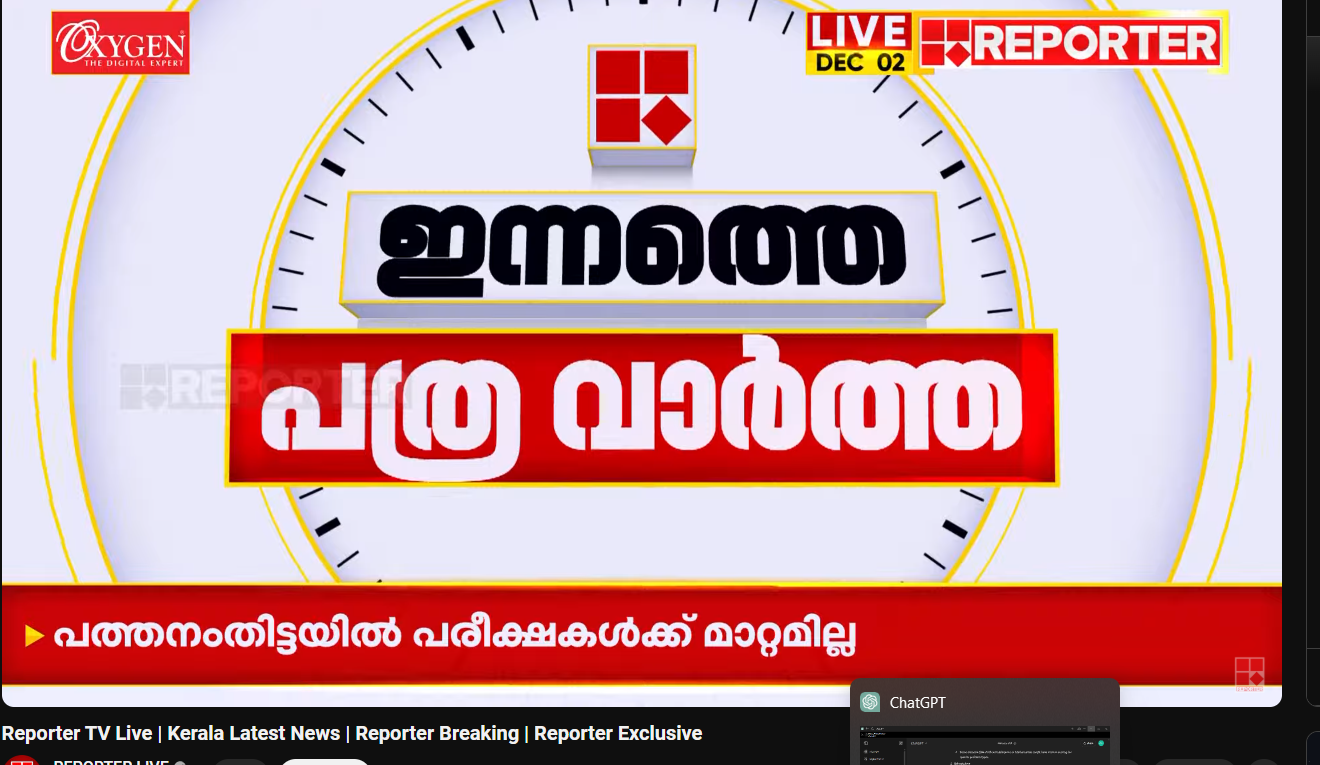 OXYGEN
THE DIGITAL EXPERT
LIVE
DEC 02
REPORTER
ഇന്നത്തെ
REPORTER
പത്ര വാർത്ത
പത്തനംതിട്ടയിൽ പരീക്ഷകൾക്ക് മാറ്റമില്ല
ChatGPT
Reporter TV Live | Kerala Latest News | Reporter Breaking | Reporter Exclusive
REPORTER LIVE